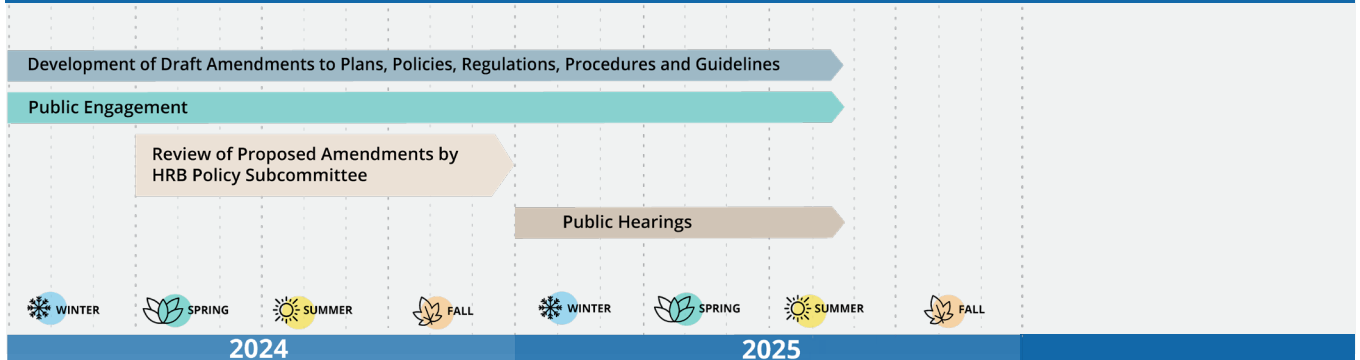 Development of Draft Amendments to Plans, Policies, Regulations, Procedures and Guidelines
Public Engagement
Review of Proposed Amendments by
HRB Policy Subcommittee
Public Hearings
WINTER
SPRING
SUMMER
FALL
WINTER
SPRING
SUMMER
FALL
2024
2025